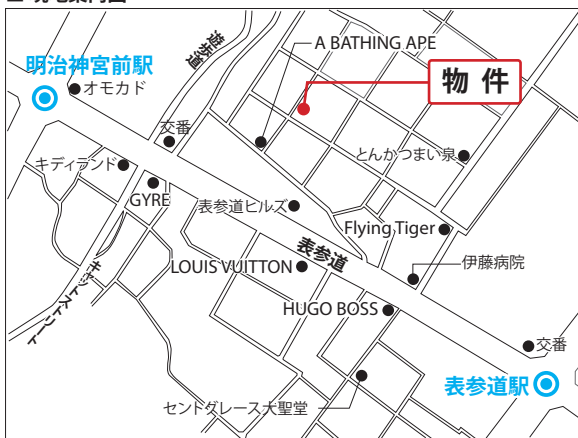 明治神宮前駅
オモカド
遊歩道
A BATHING APE
物 件
交番
とんかつまい泉
キディランド
GYRE
表参道ヒルズ
Flying Tiger
表参道
LOUIS VUITTON
伊藤病院
キャットストリート
HUGO BOSS
交番
表参道駅
セントグレース大聖堂